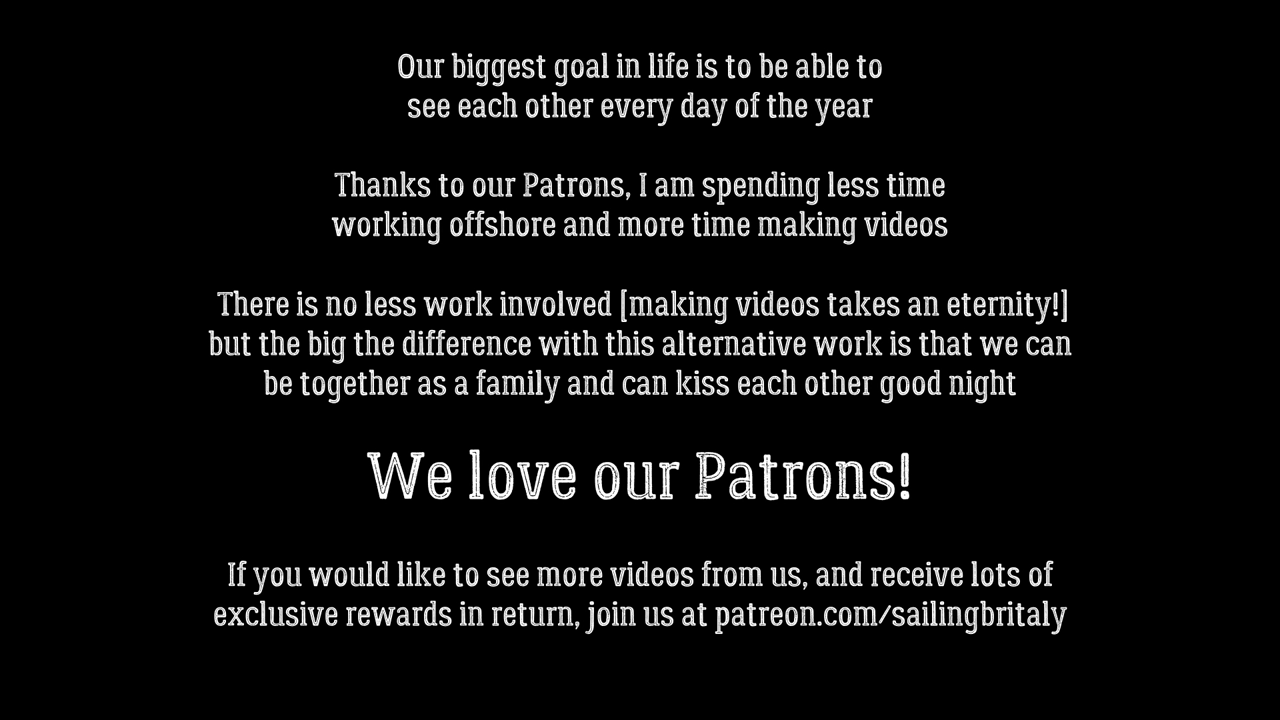 Our biggest goal in life is to be able to
see each other every day of the year
Thanks to our Patrons, I am spending less time
working offshore and more time making videos
There is no less work involved [making videos takes an eternity!]
but the big the difference with this alternative work is that we can
be together as a family and can kiss each other good night
We love our Patrons!
If you would like to see more videos from us, and receive lots of
exclusive rewards in return, join us at patreon.com/sailingbritaly